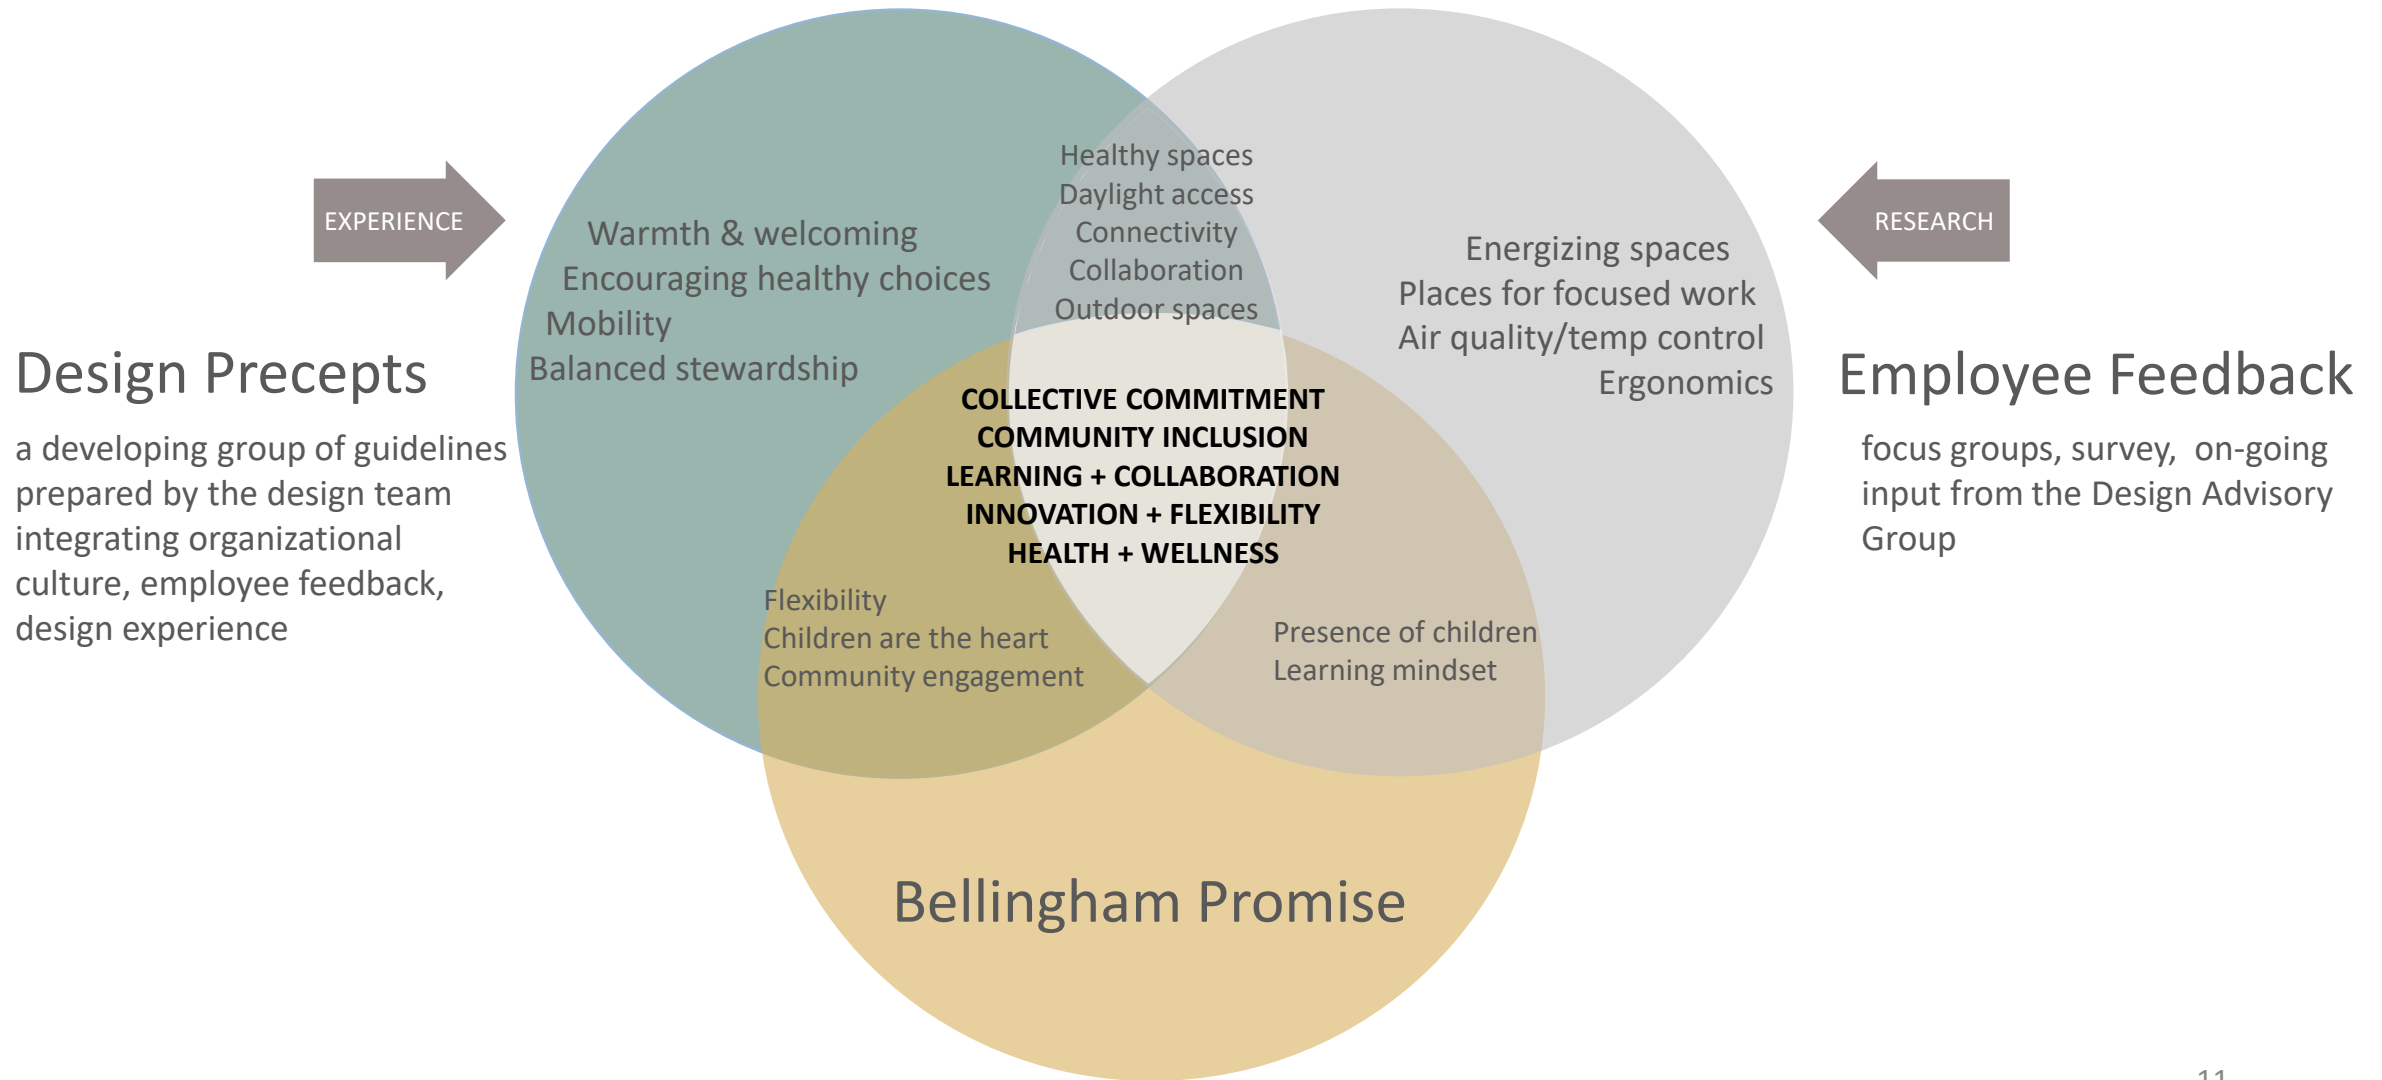 EXPERIENCE
Design Precepts
a developing group of guidelines
prepared by the design team
integrating organizational
culture, employee feedback,
design experience
Warmth & welcoming
Encouraging healthy choices
Mobility
Balanced stewardship
Healthy spaces
Daylight access
Connectivity
Collaboration
Outdoor spaces
Energizing spaces
Places for focused work
Air quality/temp control
Ergonomics
RESEARCH
Employee Feedback
focus groups, survey, on-going
input from the Design Advisory
Group
COLLECTIVE COMMITMENT
COMMUNITY INCLUSION
LEARNING + COLLABORATION
INNOVATION + FLEXIBILITY
HEALTH + WELLNESS
Flexibility
Children are the heart
Community engagement
Presence of children
Learning mindset
Bellingham Promise
11